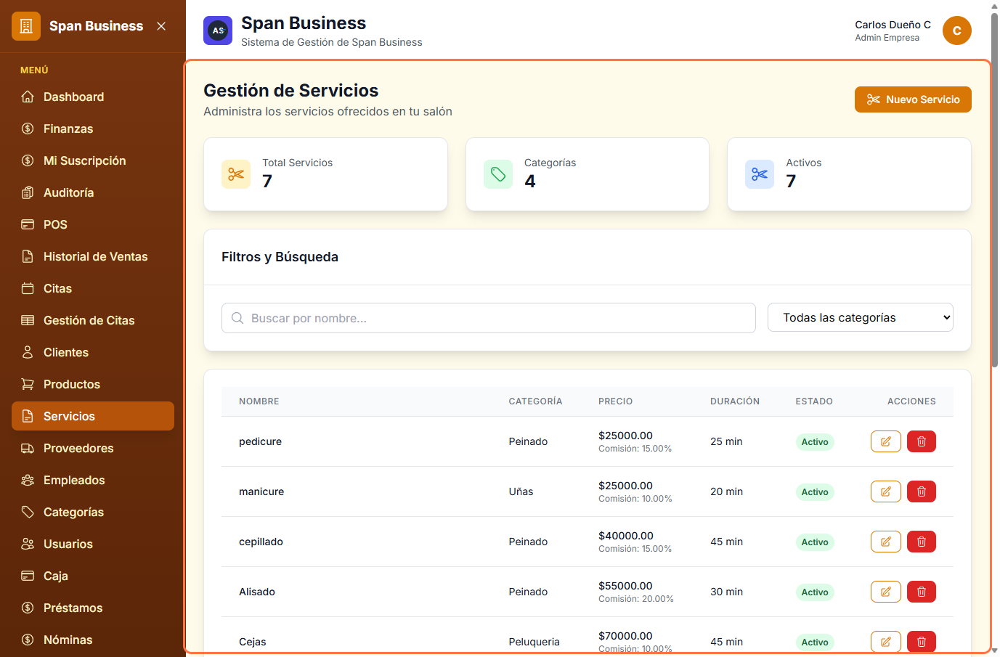 Span Business
MENÚ
Dashboard
Finanzas
Mi Suscripción
Auditoría
POS
Historial de Ventas
Citas
Gestión de Citas
Clientes
Productos
Servicios
Proveedores
Empleados
Categorías
Usuarios
Caja
Préstamos
Nóminas
AS
Span Business
Sistema de Gestión de Span Business
Carlos Dueño C
Admin Empresa
C
Gestión de Servicios
Administra los servicios ofrecidos en tu salón
Nuevo Servicio
Total Servicios
7
Categorías
4
Activos
7
Filtros y Búsqueda
Buscar por nombre...
Todas las categorías
NOMBRE CATEGORÍA PRECIO DURACIÓN ESTADO ACCIONES
pedicure Peinado $25000.00 25 min Activo
Comisión: 15.00%
manicure Uñas $25000.00 20 min Activo
Comisión: 10.00%
cepillado Peinado $40000.00 45 min Activo
Comisión: 15.00%
Alisado Peinado $55000.00 30 min Activo
Comisión: 20.00%
Cejas Peluqueria $70000.00 45 min Activo
Comisión: 10.00%